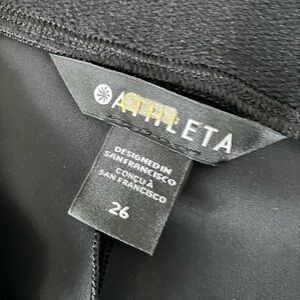 ATHLETA
DESIGNED IN
SAN FRANCISCO
CONÇU À
SAN FRANCISCO
26